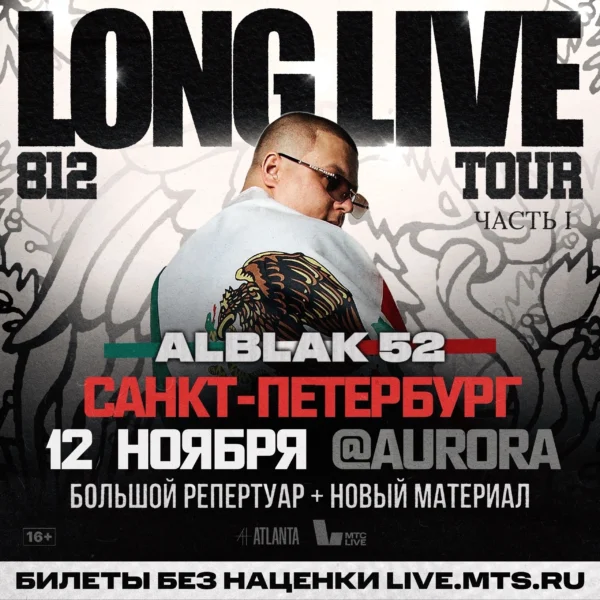 LONG LIVE
812 TOUR
ЧАСТЬ I
ALBLAK 52
САНКТ-ПЕТЕРБУРГ
12 НОЯБРЯ @AURORA
БОЛЬШОЙ РЕПЕРТУАР + НОВЫЙ МАТЕРИАЛ
16+ ATLANTA МТС LIVE
БИЛЕТЫ БЕЗ НАЦЕНКИ LIVE.MTS.RU